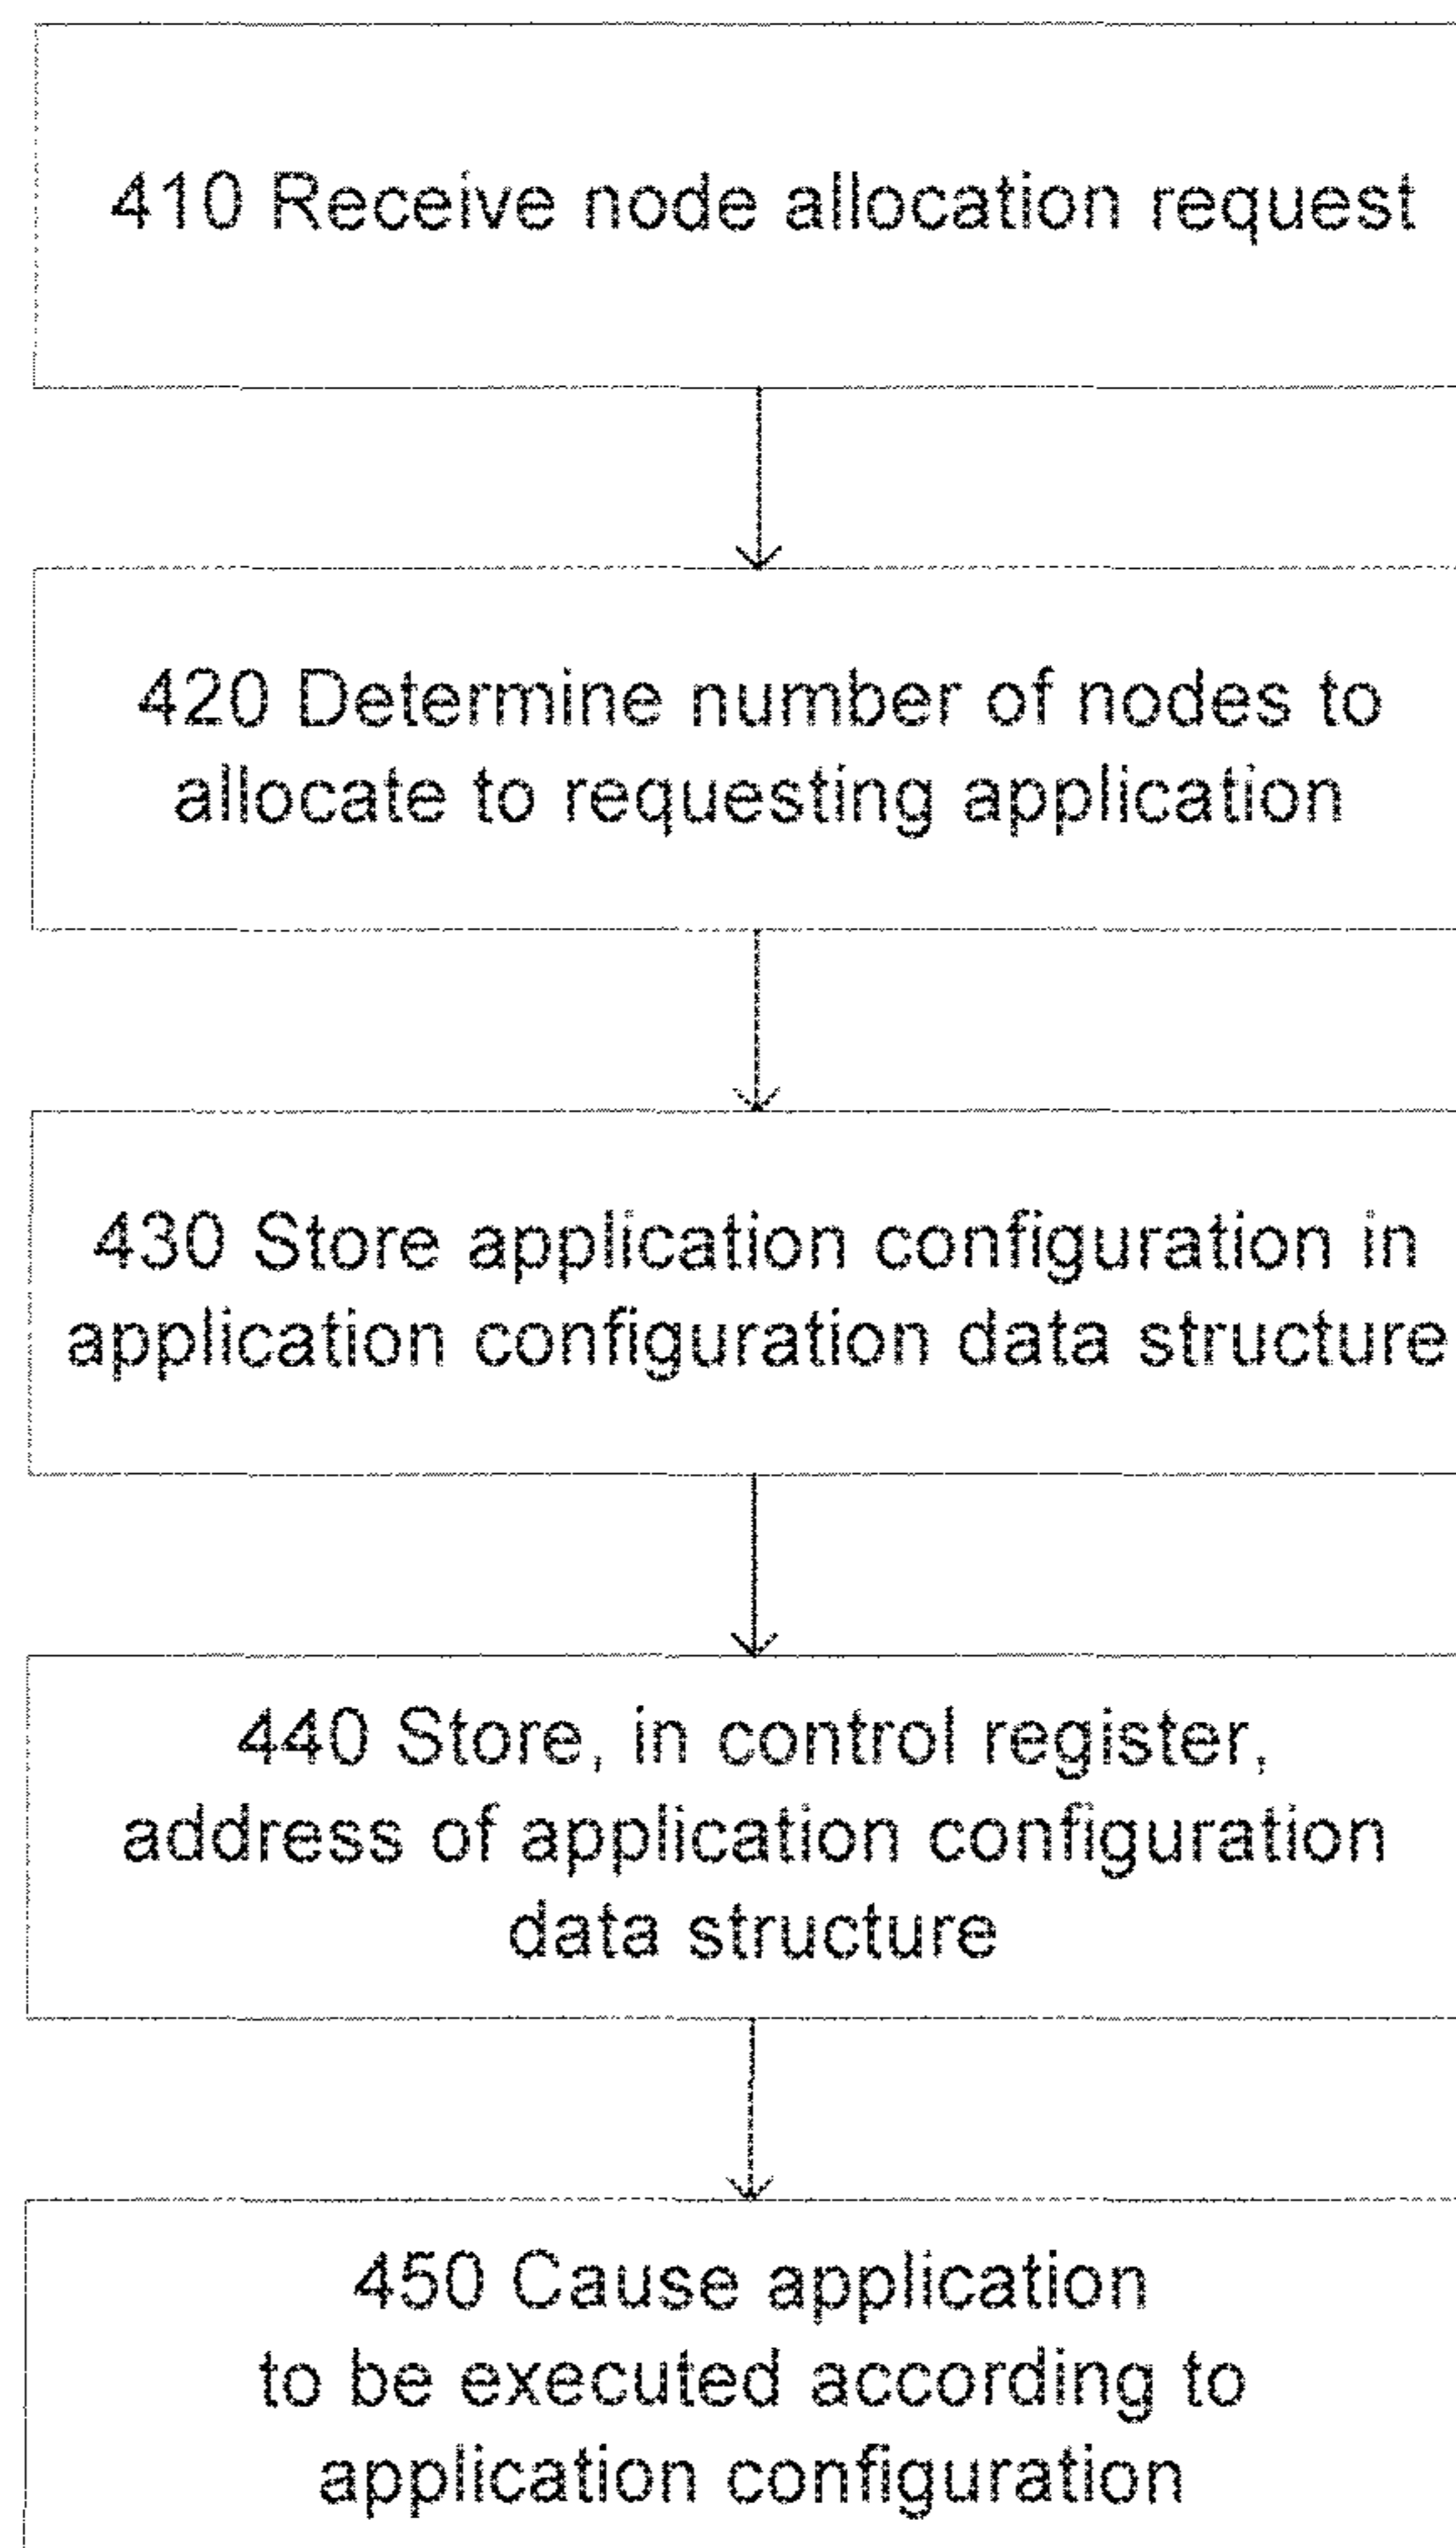 410 Receive node allocation request
420 Determine number of nodes to
allocate to requesting application
430 Store application configuration in
application configuration data structure
440 Store, in control register,
address of application configuration
data structure
450 Cause application
to be executed according to
application configuration